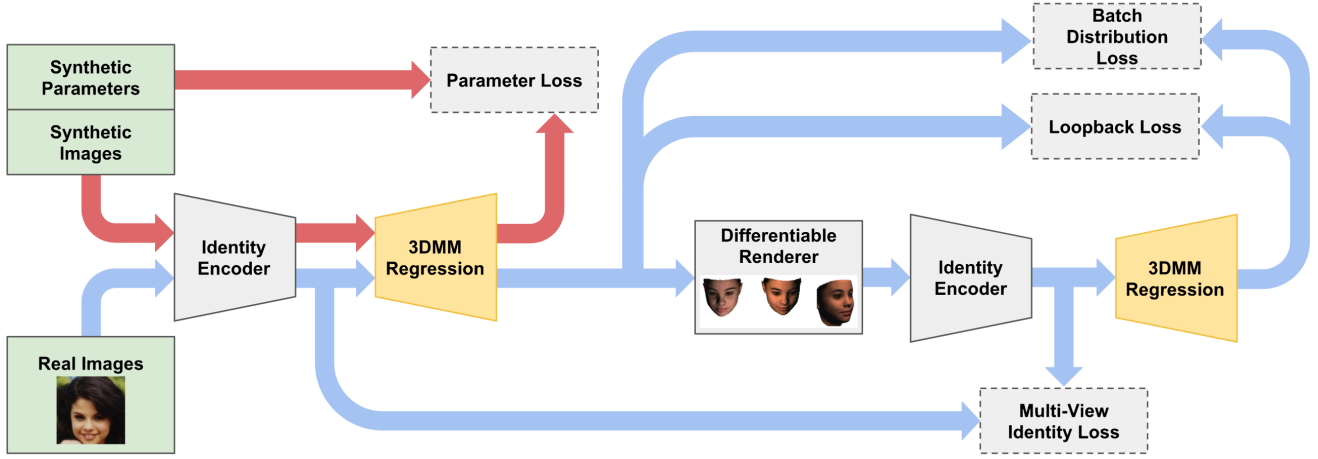 Synthetic
Parameters
Synthetic
Images
Parameter Loss
Batch
Distribution
Loss
Loopback Loss
Identity
Encoder
3DMM
Regression
Differentiable
Renderer
Identity
Encoder
3DMM
Regression
Real Images
Multi-View
Identity Loss